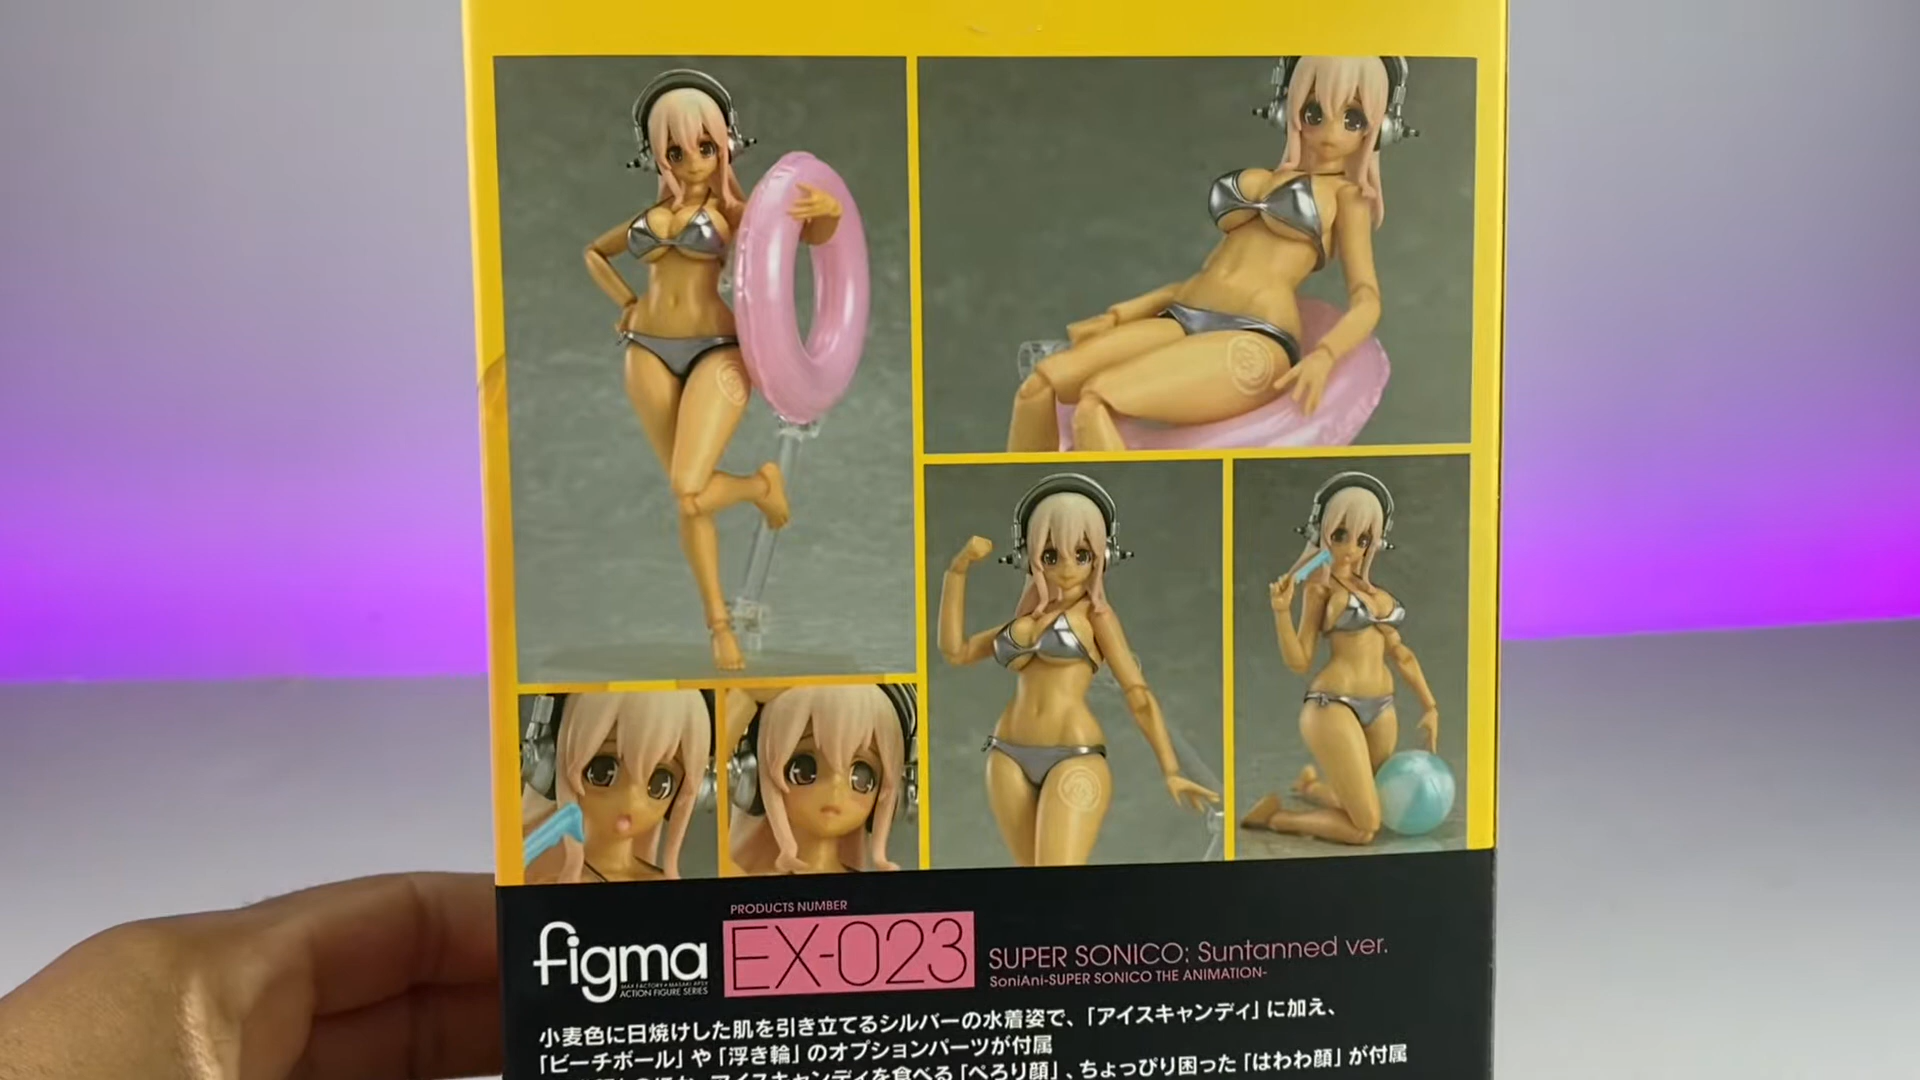 PRODUCTS NUMBER
figma EX-023
MAX FACTORY × MASAKI APSY
ACTION FIGURE SERIES
SUPER SONICO: Suntanned ver.
SoniAni-SUPER SONICO THE ANIMATION-
小麦色に日焼けした肌を引き立てるシルバーの水着姿で、「アイスキャンディ」に加え、
「ビーチボール」や「浮き輪」のオプションパーツが付属
アイスキャンディを食べる「ぺろり顔」、ちょっぴり困った「はわわ顔」が付属